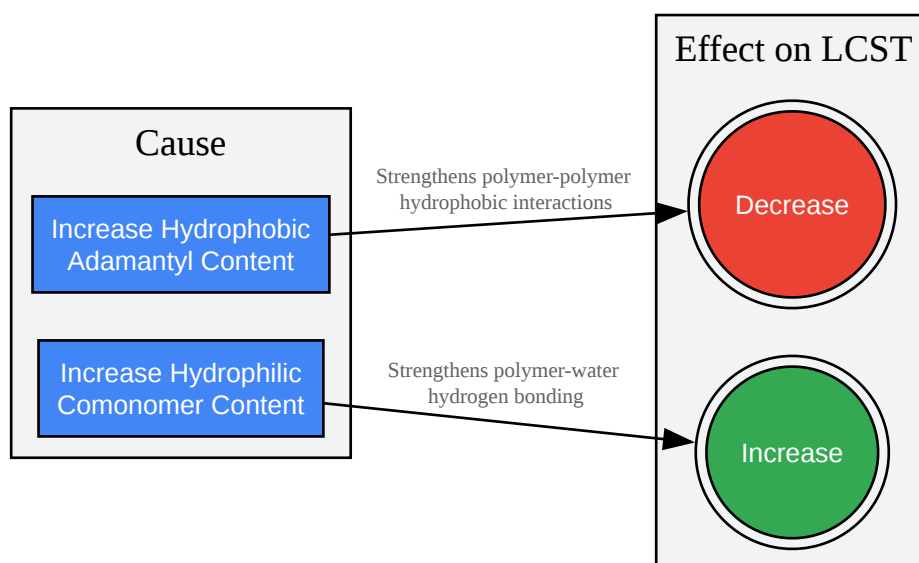 Cause
Increase Hydrophobic
Adamantyl Content
Increase Hydrophilic
Comonomer Content
Strengthens polymer-polymer
hydrophobic interactions
Strengthens polymer-water
hydrogen bonding
Effect on LCST
Decrease
Increase